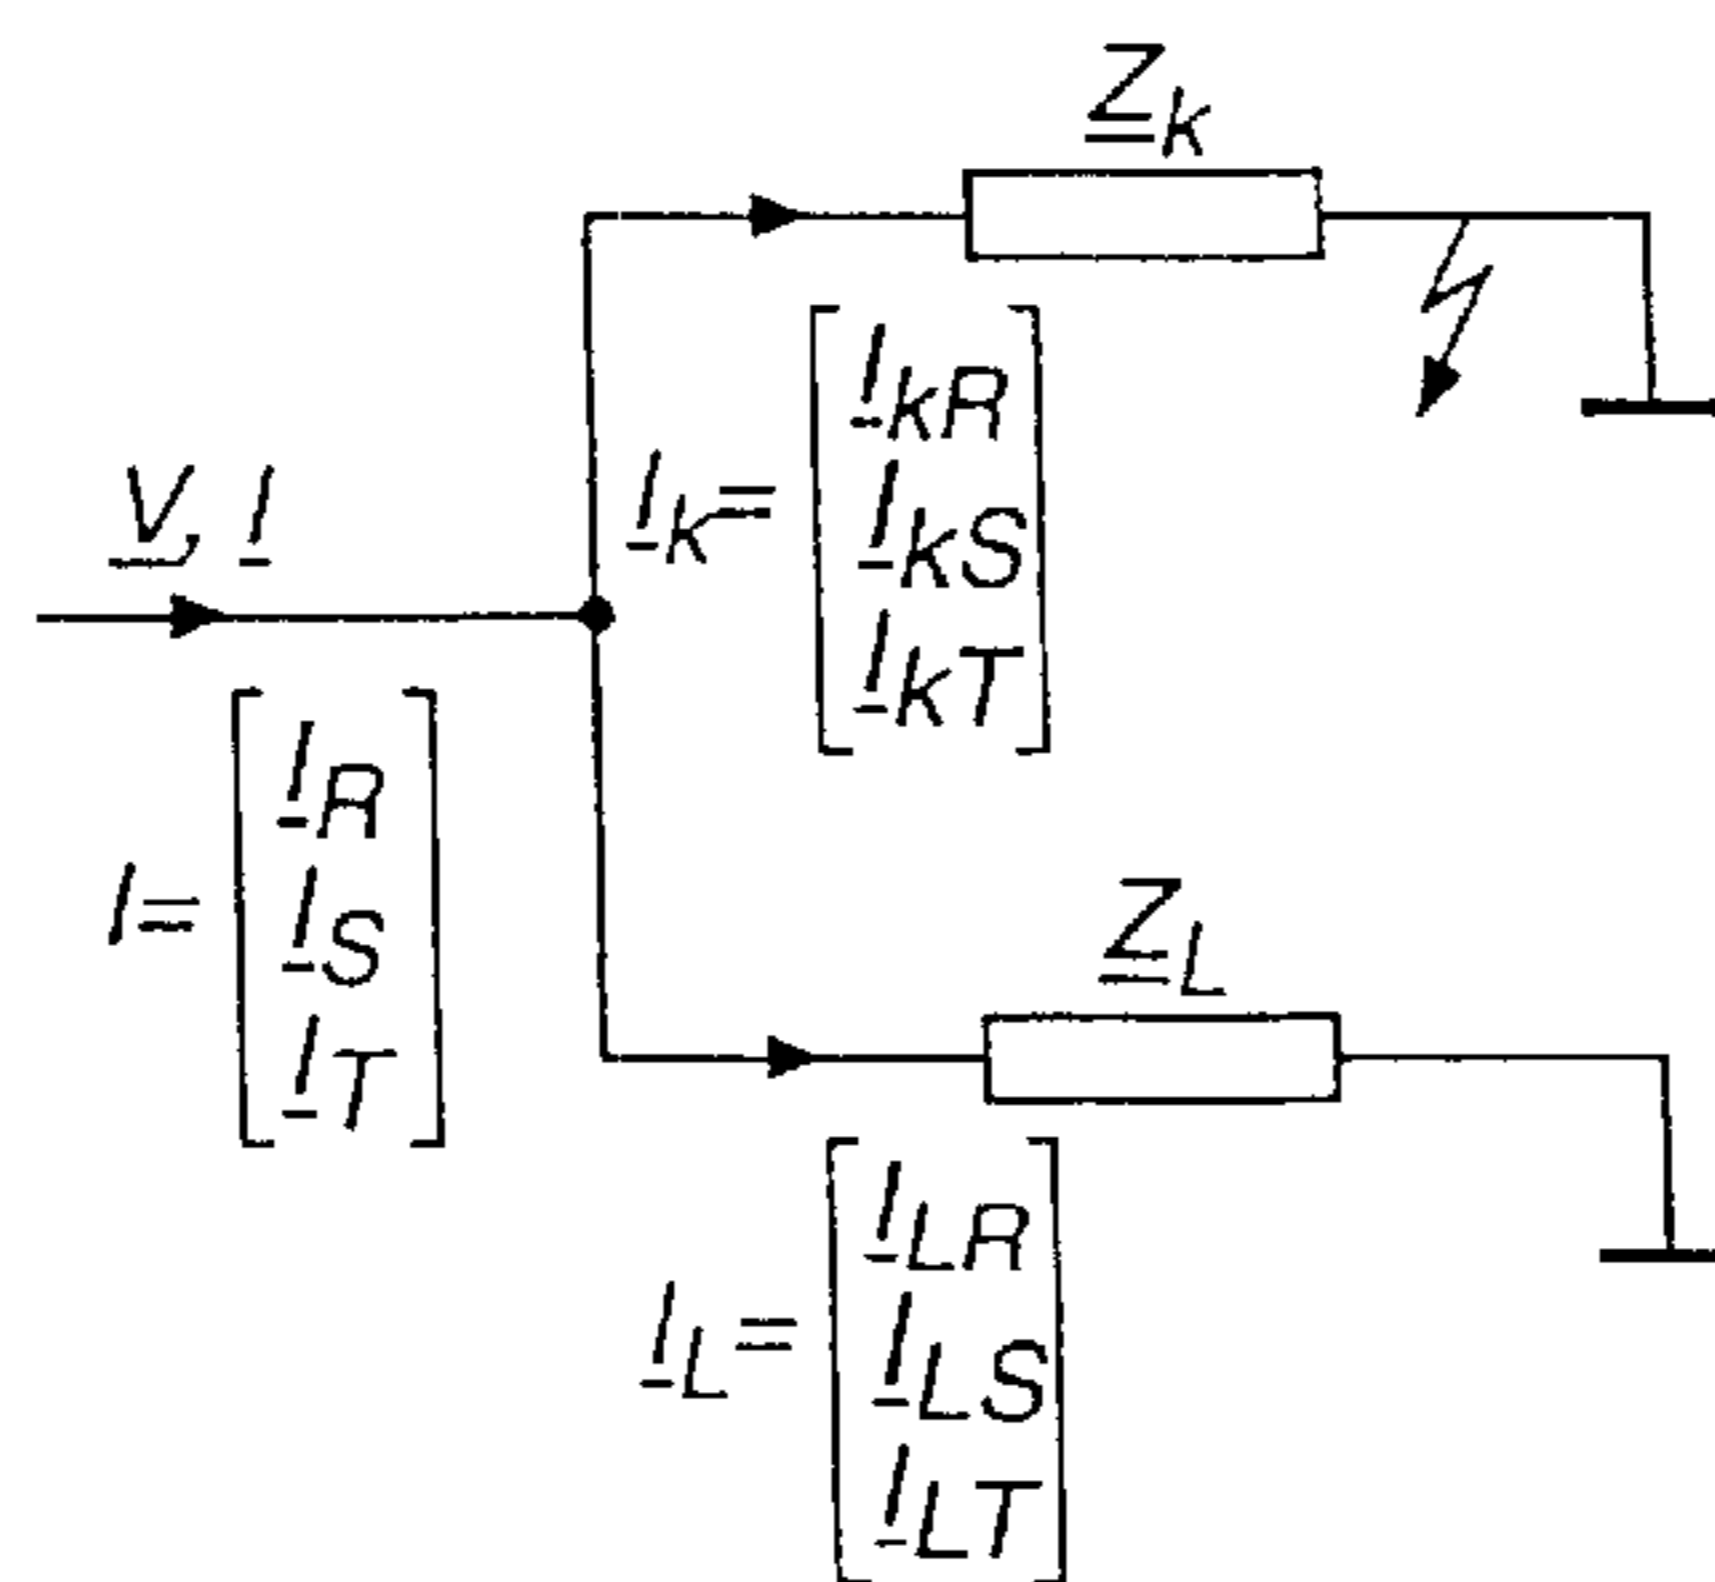 Z_k
V, I
I_k = [I_kR
I_kS
I_kT]
I = [I_R
I_S
I_T]
Z_L
I_L = [I_LR
I_LS
I_LT]